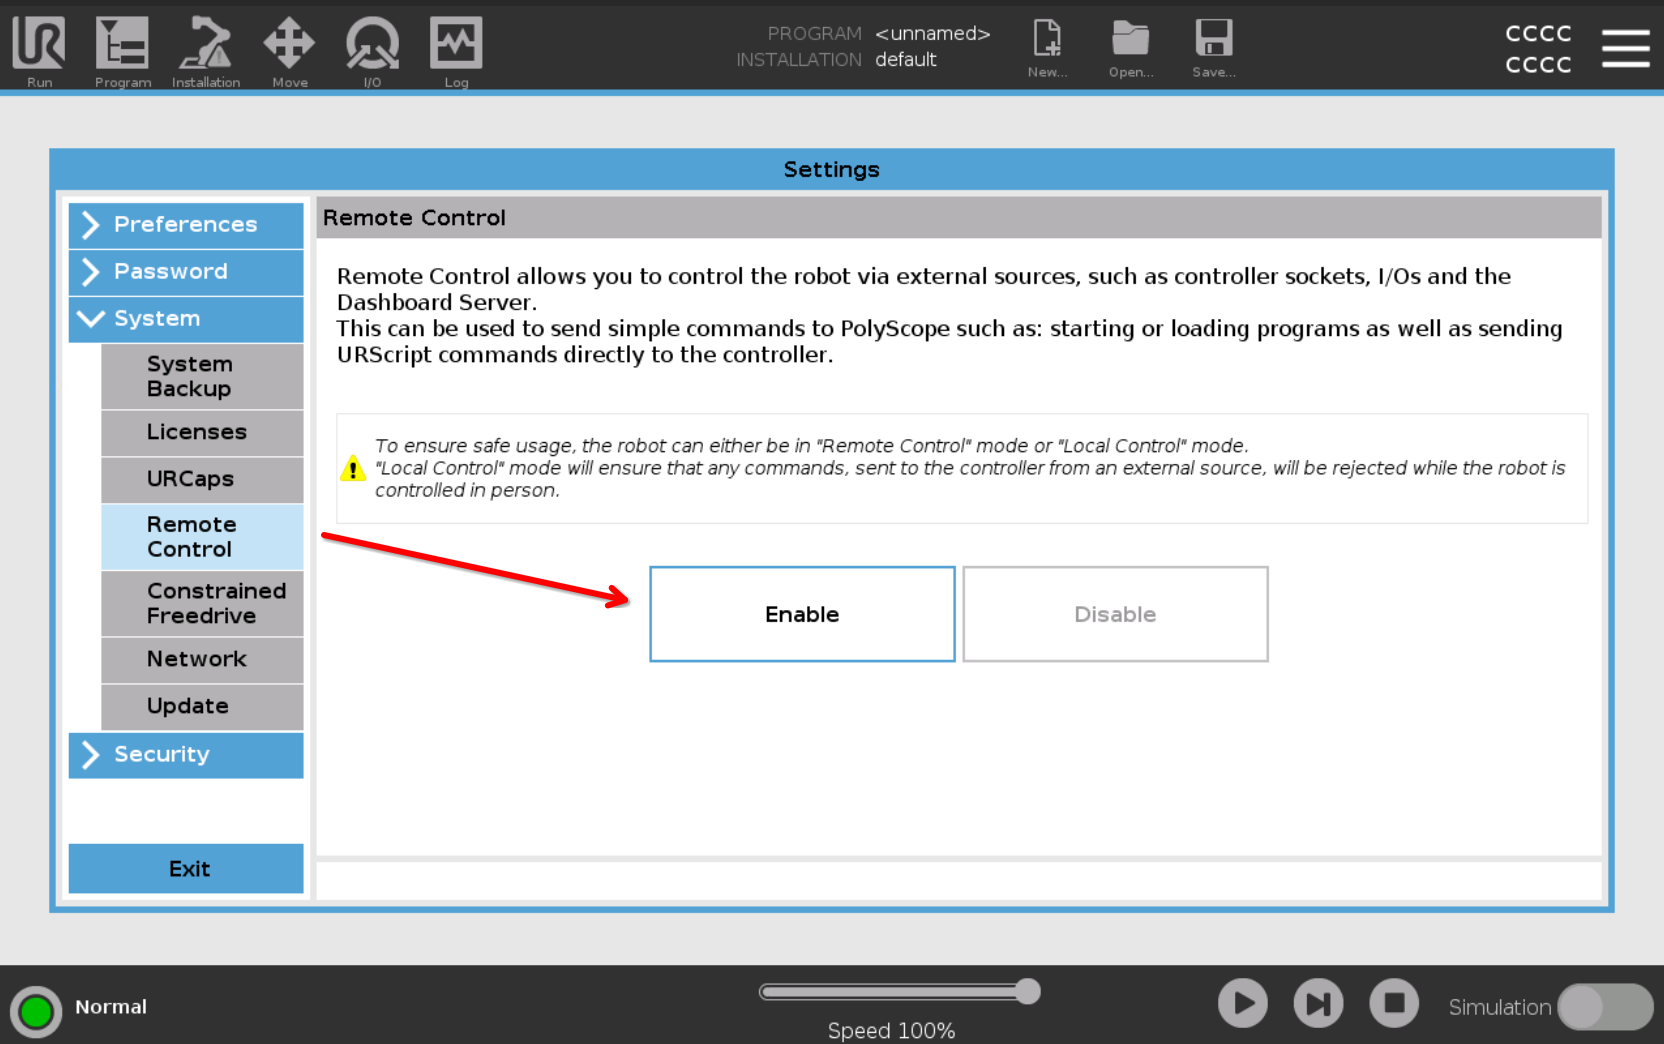 UR
PROGRAM <unnamed>
INSTALLATION default
CCCC
CCCC
Run
Program
Installation
Move
I/O
Log
New...
Open...
Save...
Settings
Preferences
Password
System
System
Backup
Licenses
URCaps
Remote
Control
Constrained
Freedrive
Network
Update
Security
Exit
Remote Control
Remote Control allows you to control the robot via external sources, such as controller sockets, I/Os and the
Dashboard Server.
This can be used to send simple commands to PolyScope such as: starting or loading programs as well as sending
URScript commands directly to the controller.
To ensure safe usage, the robot can either be in "Remote Control" mode or "Local Control" mode.
"Local Control" mode will ensure that any commands, sent to the controller from an external source, will be rejected while the robot is
controlled in person.
Enable
Disable
Normal
Speed 100%
Simulation